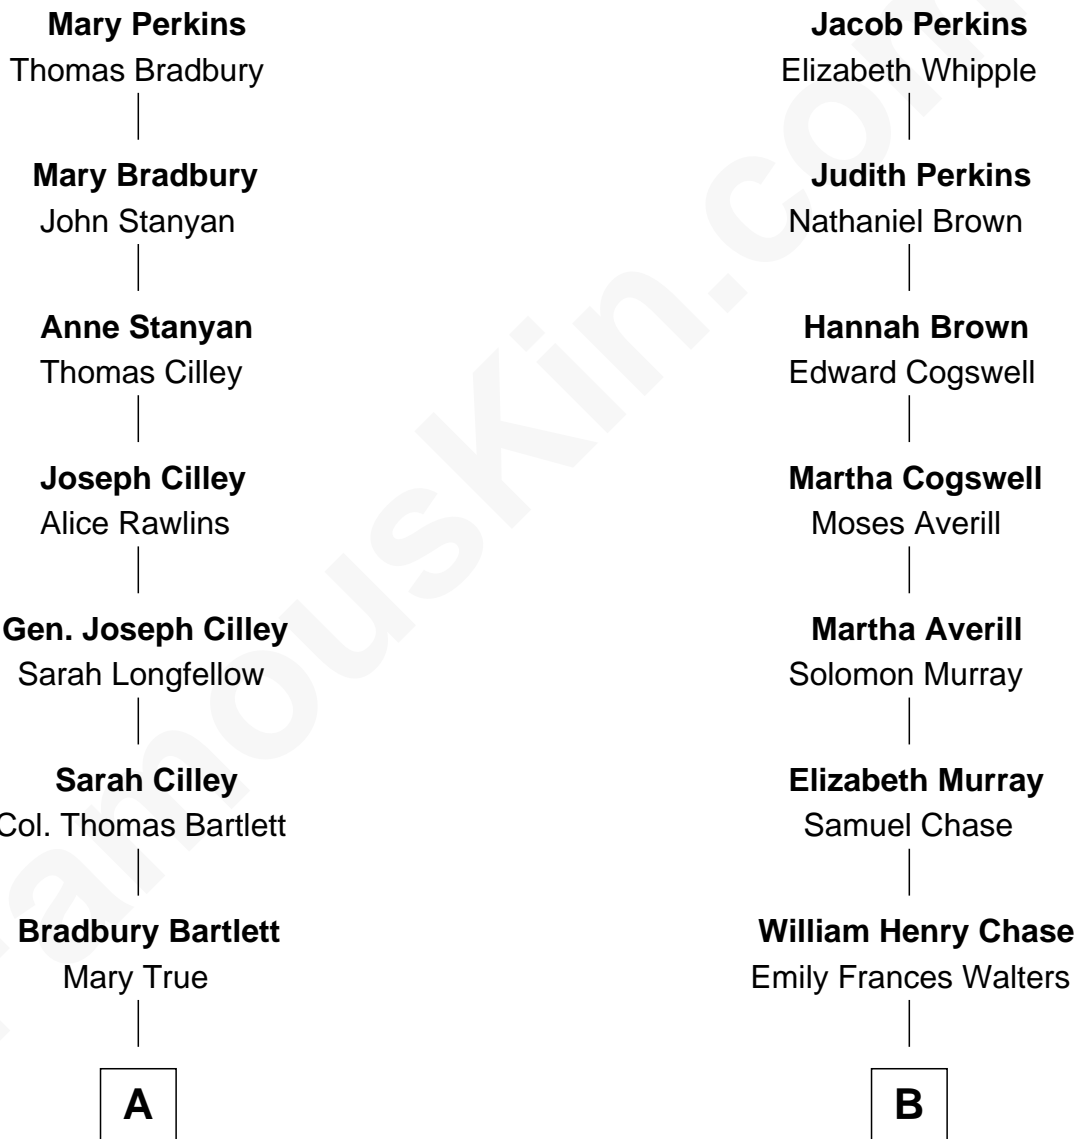 Mary Perkins
Thomas Bradbury
Mary Bradbury
John Stanyan
Anne Stanyan
Thomas Cilley
Joseph Cilley
Alice Rawlins
Gen. Joseph Cilley
Sarah Longfellow
Sarah Cilley
Col. Thomas Bartlett
Bradbury Bartlett
Mary True
A
Jacob Perkins
Elizabeth Whipple
Judith Perkins
Nathaniel Brown
Hannah Brown
Edward Cogswell
Martha Cogswell
Moses Averill
Martha Averill
Solomon Murray
Elizabeth Murray
Samuel Chase
William Henry Chase
Emily Frances Walters
B
FamousKin.com